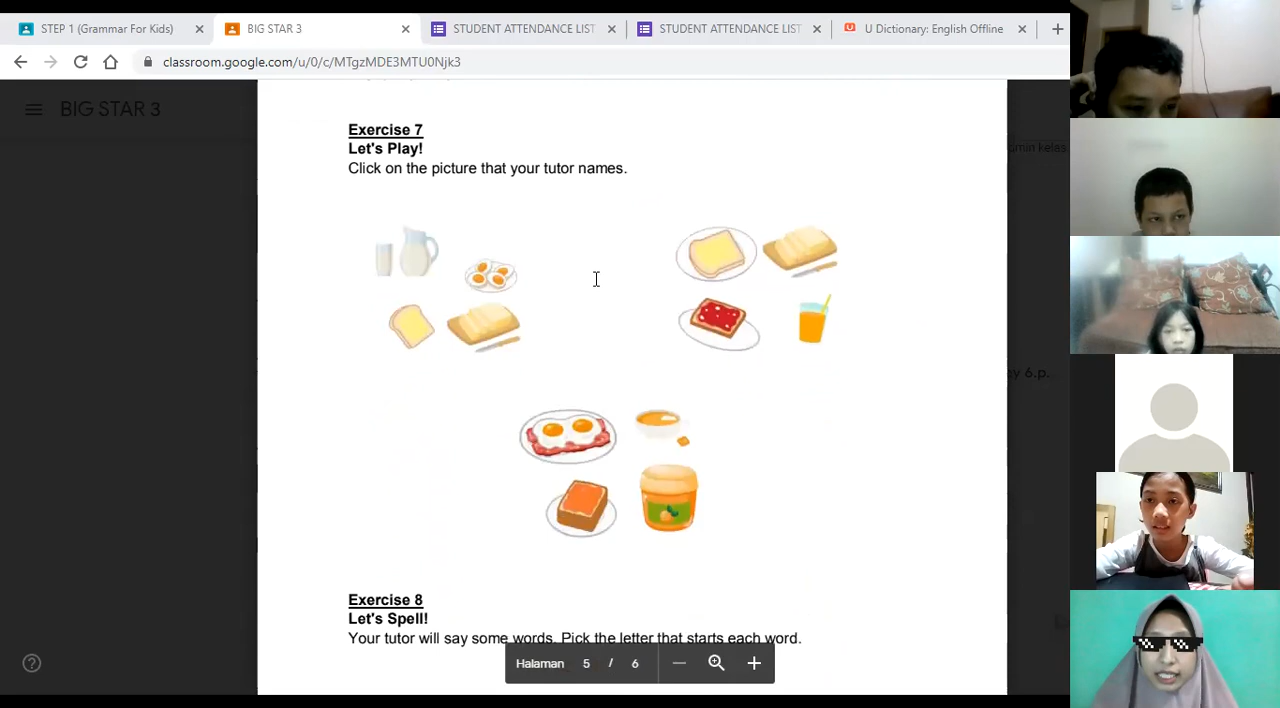 STEP 1 (Grammar For Kids)
BIG STAR 3
STUDENT ATTENDANCE LIST
STUDENT ATTENDANCE LIST
U Dictionary: English Offline
classroom.google.com/u/0/c/MTgzMDE3MTU0Njk3
BIG STAR 3
Exercise 7
Let's Play!
Click on the picture that your tutor names.
Exercise 8
Let's Spell!
Your tutor will say some words. Pick the letter that starts each word.
Halaman 5 / 6